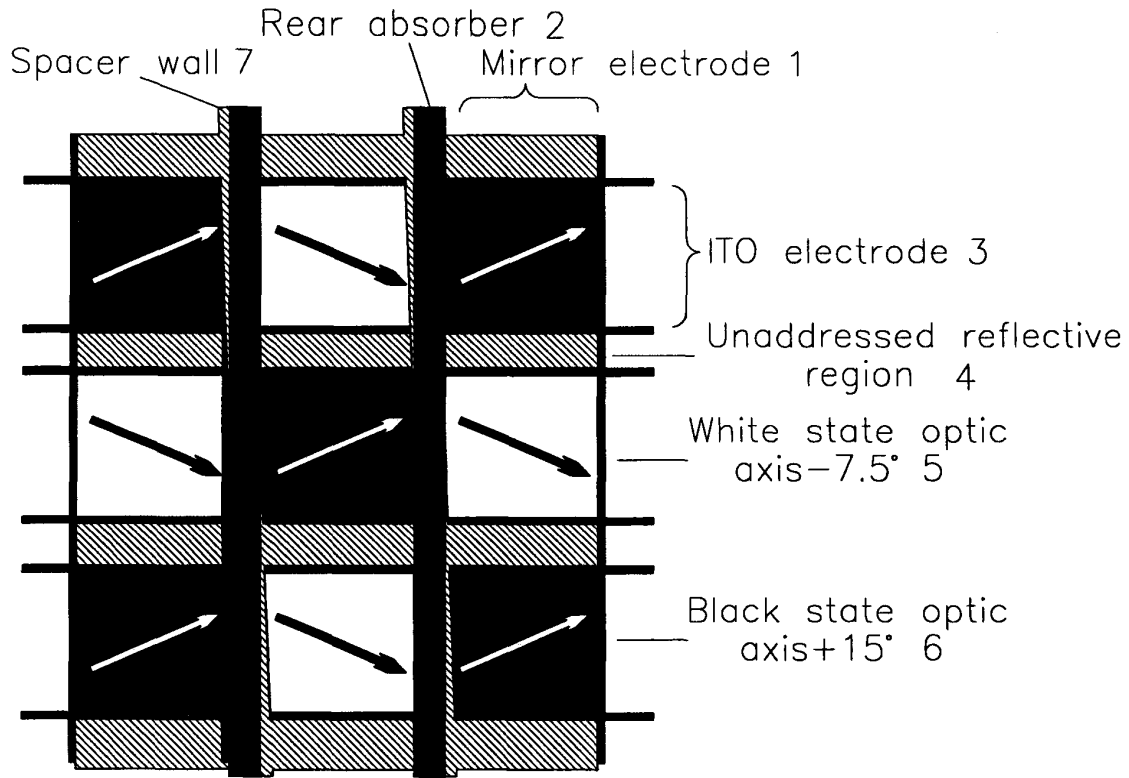 Rear absorber 2
Spacer wall 7
Mirror electrode 1
ITO electrode 3
Unaddressed reflective
region 4
White state optic
axis−7.5° 5
Black state optic
axis+15° 6